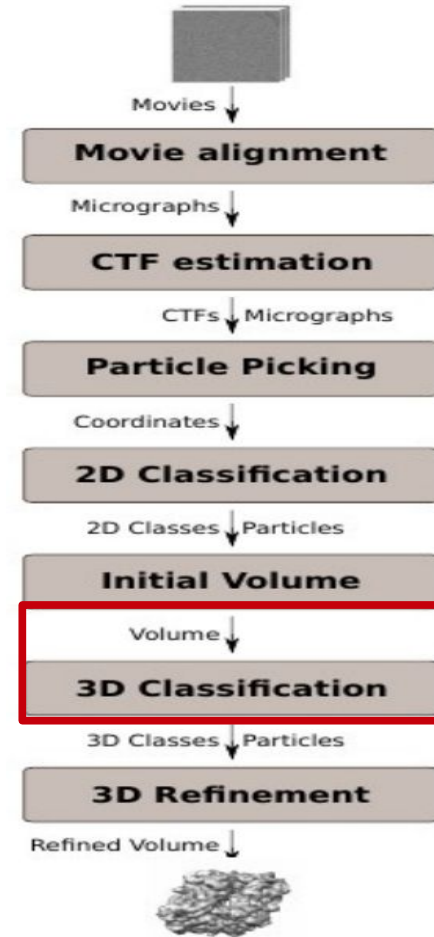 Movies
Movie alignment
Micrographs
CTF estimation
CTFs Micrographs
Particle Picking
Coordinates
2D Classification
2D Classes Particles
Initial Volume
Volume
3D Classification
3D Classes Particles
3D Refinement
Refined Volume